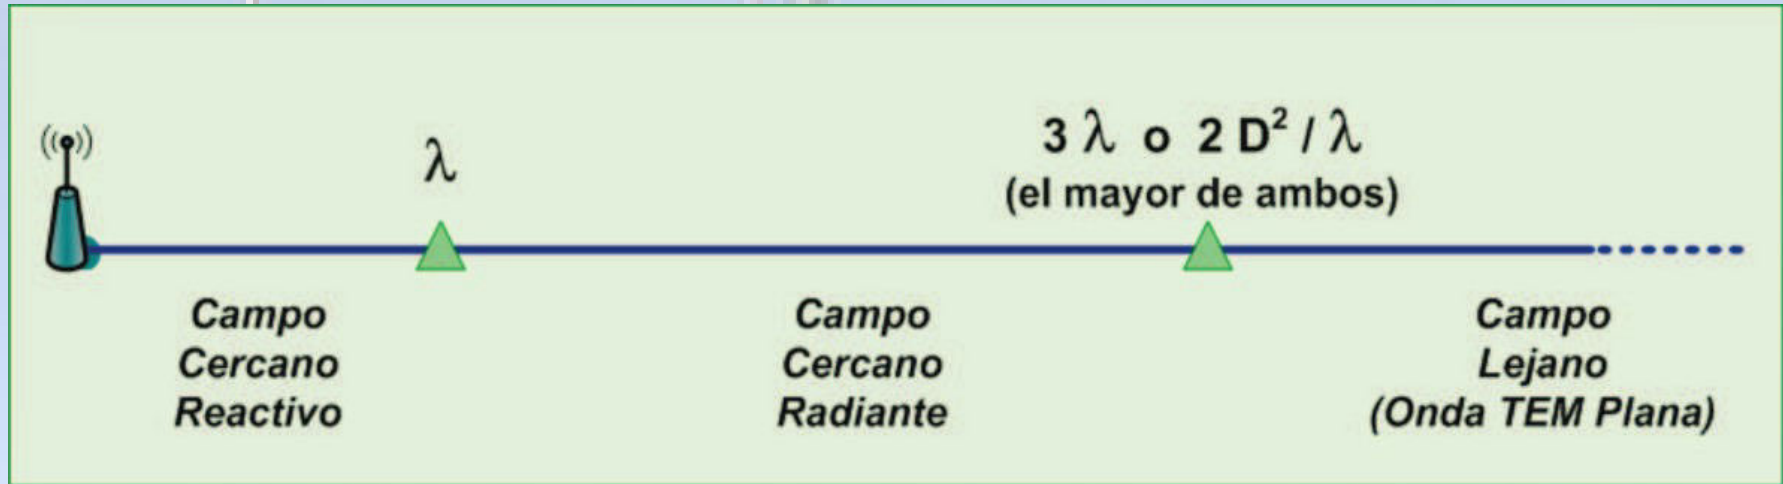 λ
3 λ o 2 D² / λ
(el mayor de ambos)
Campo
Cercano
Reactivo
Campo
Cercano
Radiante
Campo
Lejano
(Onda TEM Plana)